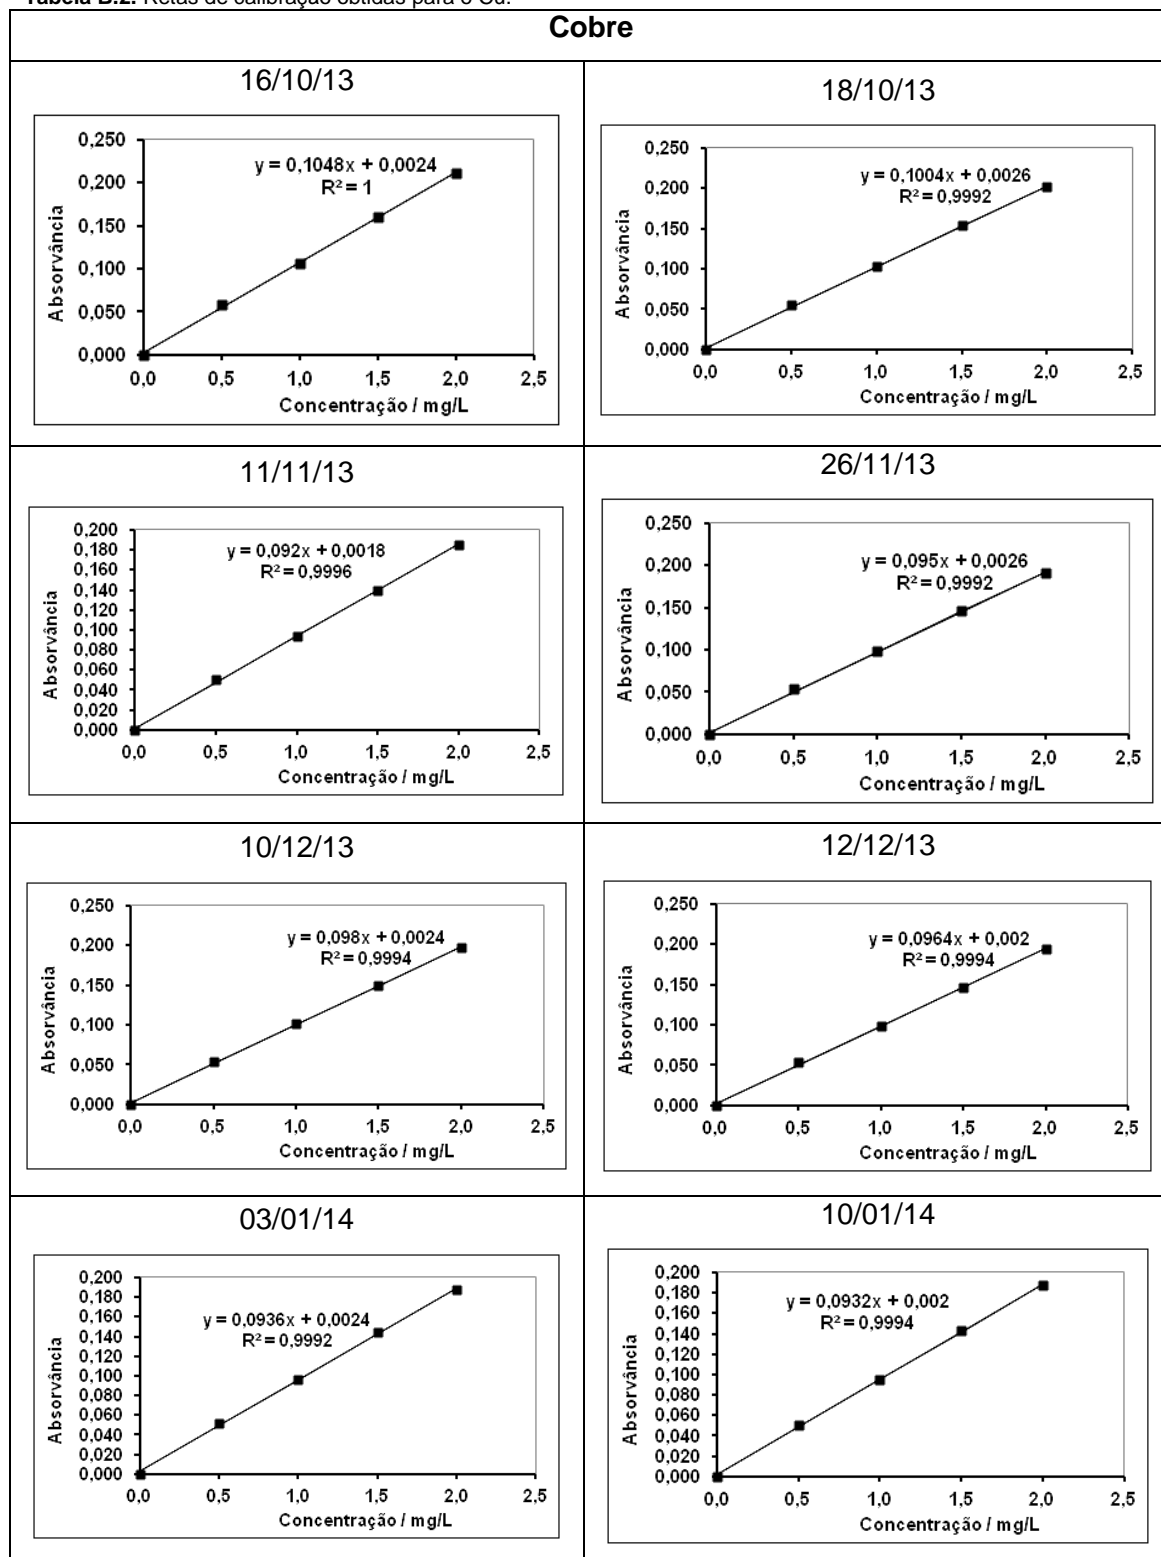 Tabela B.2. Retas de calibração obtidas para o Cu.
Cobre
16/10/13
0,250
0,200
0,150
0,100
0,050
0,000
Absorvância
y = 0,1048x + 0,0024
R² = 1
0,0 0,5 1,0 1,5 2,0 2,5
Concentração / mg/L
18/10/13
0,250
0,200
0,150
0,100
0,050
0,000
Absorvância
y = 0,1004x + 0,0026
R² = 0,9992
0,0 0,5 1,0 1,5 2,0 2,5
Concentração / mg/L
11/11/13
0,200
0,180
0,160
0,140
0,120
0,100
0,080
0,060
0,040
0,020
0,000
Absorvância
y = 0,092x + 0,0018
R² = 0,9996
0,0 0,5 1,0 1,5 2,0 2,5
Concentração / mg/L
26/11/13
0,250
0,200
0,150
0,100
0,050
0,000
Absorvância
y = 0,095x + 0,0026
R² = 0,9992
0,0 0,5 1,0 1,5 2,0 2,5
Concentração / mg/L
10/12/13
0,250
0,200
0,150
0,100
0,050
0,000
Absorvância
y = 0,098x + 0,0024
R² = 0,9994
0,0 0,5 1,0 1,5 2,0 2,5
Concentração / mg/L
12/12/13
0,250
0,200
0,150
0,100
0,050
0,000
Absorvância
y = 0,0964x + 0,002
R² = 0,9994
0,0 0,5 1,0 1,5 2,0 2,5
Concentração / mg/L
03/01/14
0,200
0,180
0,160
0,140
0,120
0,100
0,080
0,060
0,040
0,020
0,000
Absorvância
y = 0,0936x + 0,0024
R² = 0,9992
0,0 0,5 1,0 1,5 2,0 2,5
Concentração / mg/L
10/01/14
0,200
0,180
0,160
0,140
0,120
0,100
0,080
0,060
0,040
0,020
0,000
Absorvância
y = 0,0932x + 0,002
R² = 0,9994
0,0 0,5 1,0 1,5 2,0 2,5
Concentração / mg/L